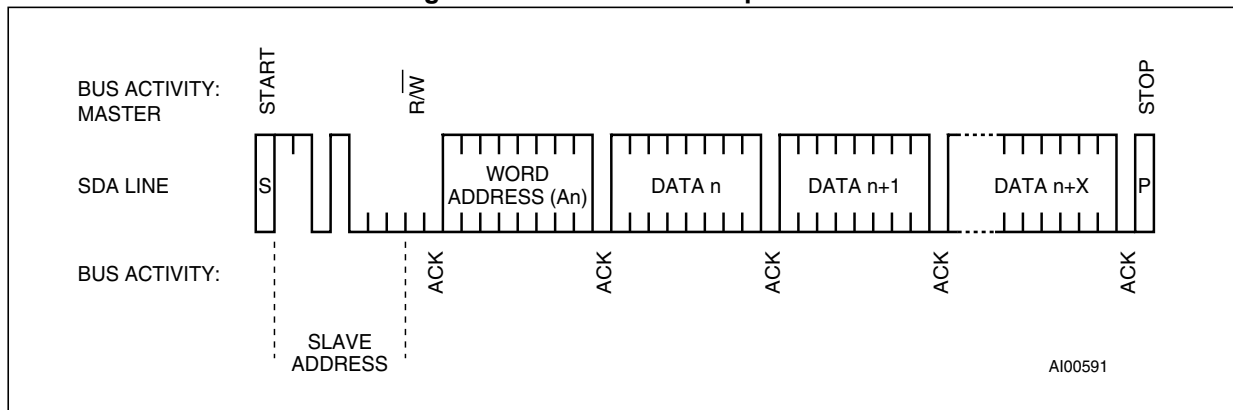 START
R/W
STOP
BUS ACTIVITY:
MASTER
SDA LINE
S
WORD
ADDRESS (An)
DATA n
DATA n+1
DATA n+X
P
BUS ACTIVITY:
ACK
ACK
ACK
ACK
ACK
SLAVE
ADDRESS
AI00591